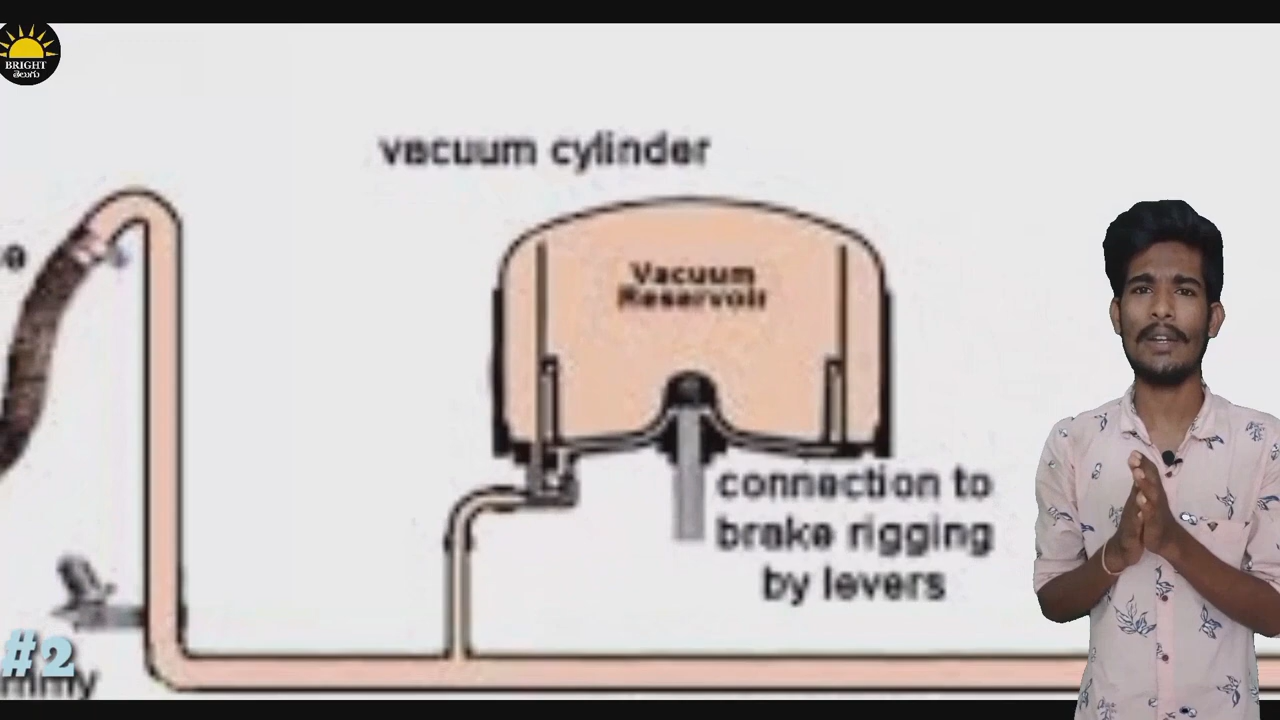 BRIGHT
తెలుగు
vacuum cylinder
Vacuum
Reservoir
connection to
brake rigging
by levers
#2